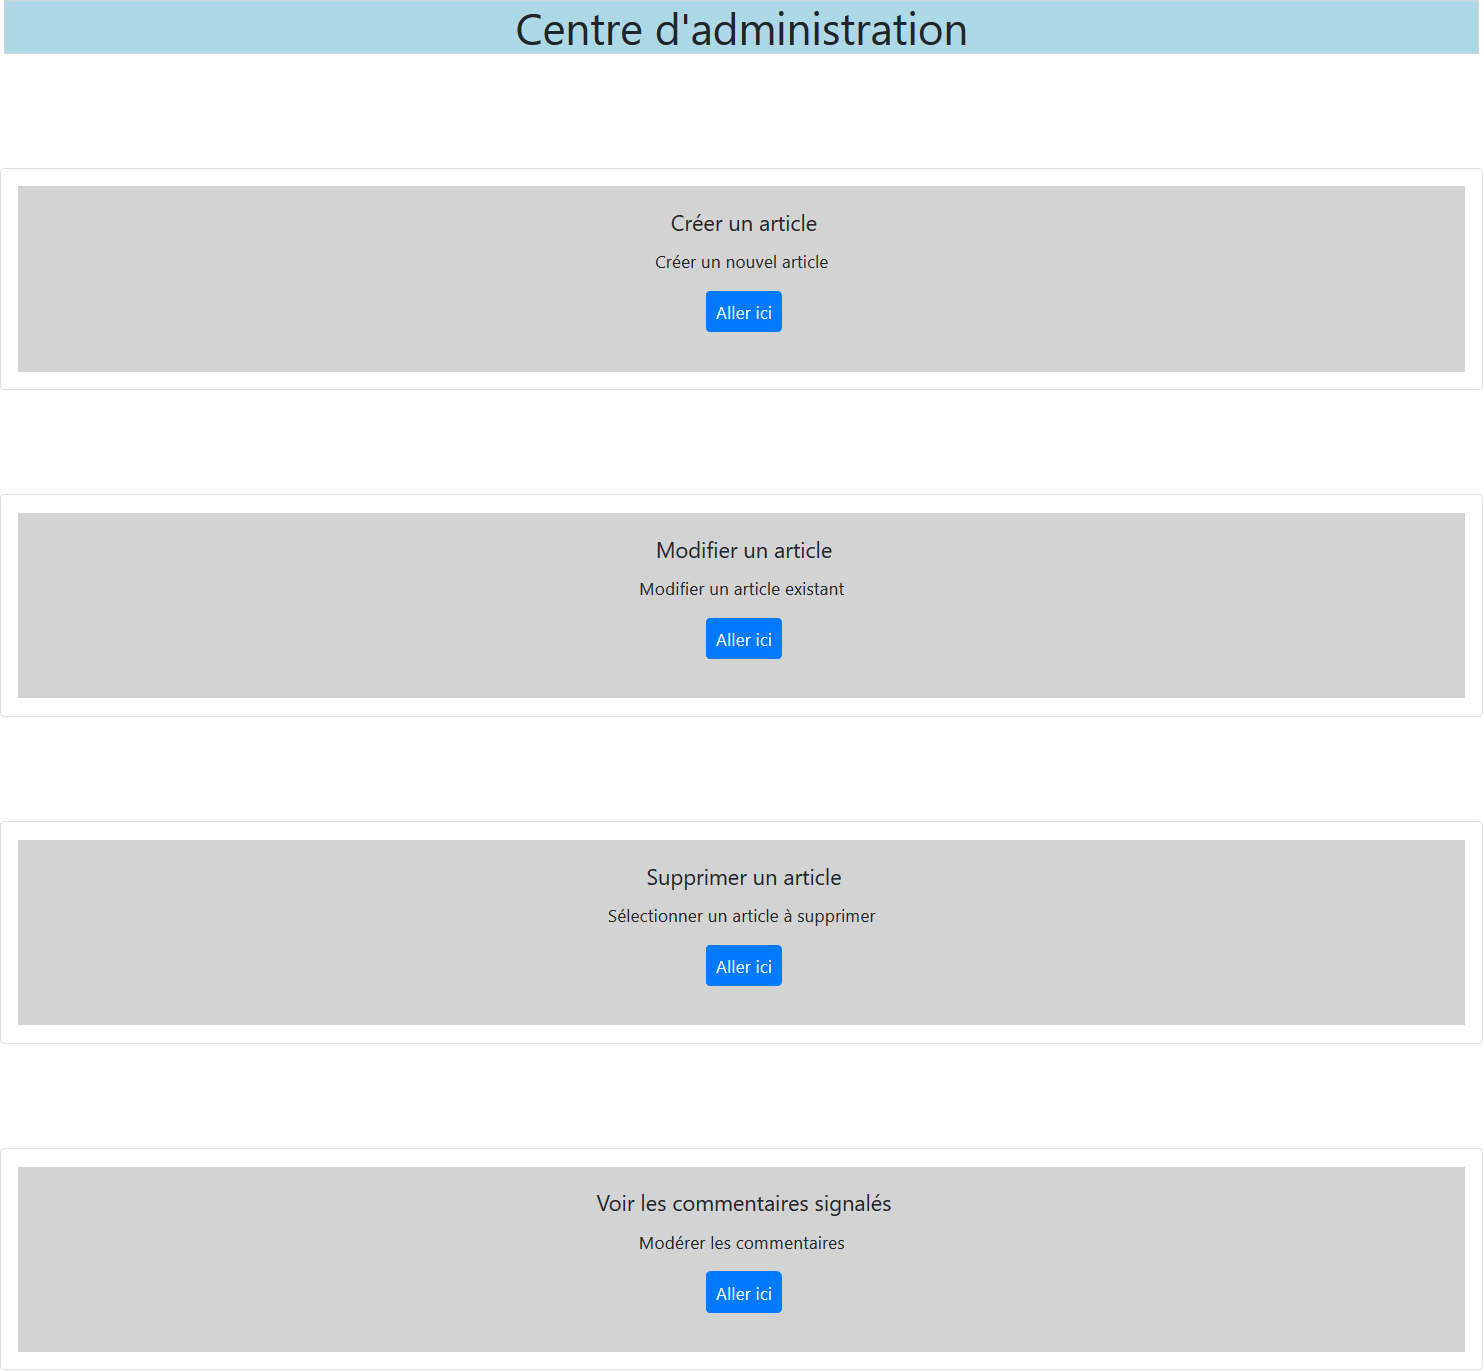 Centre d'administration
Créer un article
Créer un nouvel article
Aller ici
Modifier un article
Modifier un article existant
Aller ici
Supprimer un article
Sélectionner un article à supprimer
Aller ici
Voir les commentaires signalés
Modérer les commentaires
Aller ici